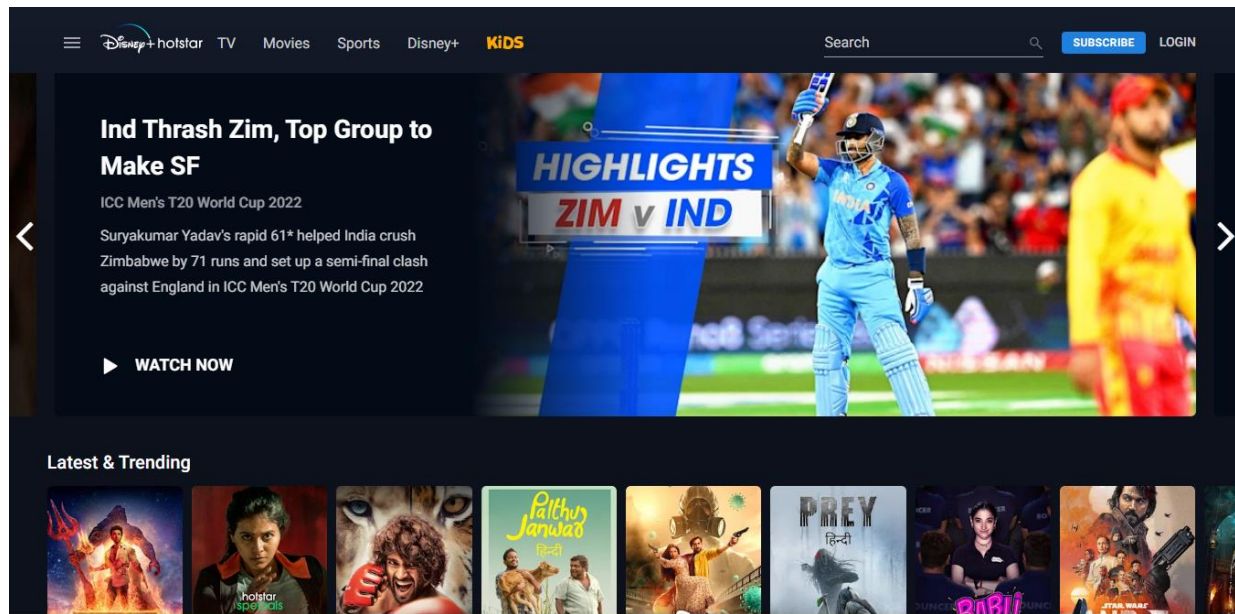 Disney+ hotstar TV Movies Sports Disney+ KiDS Search SUBSCRIBE LOGIN
Ind Thrash Zim, Top Group to
Make SF
ICC Men's T20 World Cup 2022
Suryakumar Yadav's rapid 61* helped India crush
Zimbabwe by 71 runs and set up a semi-final clash
against England in ICC Men's T20 World Cup 2022
WATCH NOW
HIGHLIGHTS
ZIM v IND
INDIA
NISSAN
Latest & Trending
hotstar
specials
Palthu
Janwar
हिन्दी
PREY
हिन्दी
BABLI
BOUNCER
STAR WARS